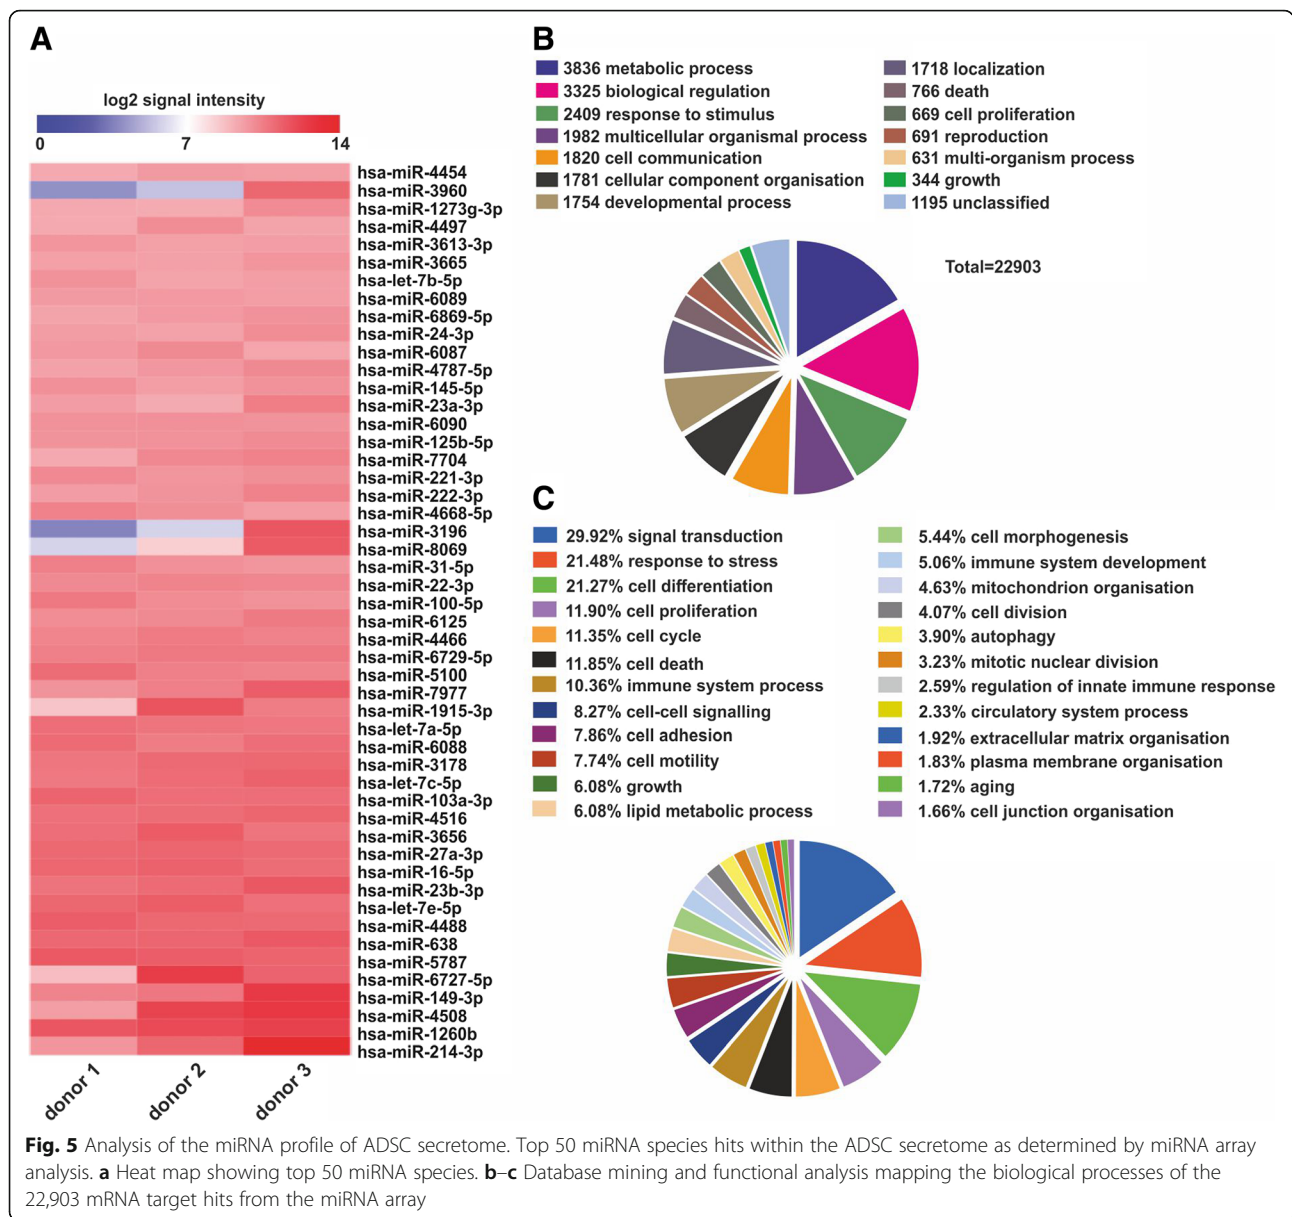 A
log2 signal intensity
0 7 14
hsa-miR-4454
hsa-miR-3960
hsa-miR-1273g-3p
hsa-miR-4497
hsa-miR-3613-3p
hsa-miR-3665
hsa-let-7b-5p
hsa-miR-6089
hsa-miR-6869-5p
hsa-miR-24-3p
hsa-miR-6087
hsa-miR-4787-5p
hsa-miR-145-5p
hsa-miR-23a-3p
hsa-miR-6090
hsa-miR-125b-5p
hsa-miR-7704
hsa-miR-221-3p
hsa-miR-222-3p
hsa-miR-4668-5p
hsa-miR-3196
hsa-miR-8069
hsa-miR-31-5p
hsa-miR-22-3p
hsa-miR-100-5p
hsa-miR-6125
hsa-miR-4466
hsa-miR-6729-5p
hsa-miR-5100
hsa-miR-7977
hsa-miR-1915-3p
hsa-let-7a-5p
hsa-miR-6088
hsa-miR-3178
hsa-let-7c-5p
hsa-miR-103a-3p
hsa-miR-4516
hsa-miR-3656
hsa-miR-27a-3p
hsa-miR-16-5p
hsa-miR-23b-3p
hsa-let-7e-5p
hsa-miR-4488
hsa-miR-638
hsa-miR-5787
hsa-miR-6727-5p
hsa-miR-149-3p
hsa-miR-4508
hsa-miR-1260b
hsa-miR-214-3p
donor 1
donor 2
donor 3
B
3836 metabolic process
3325 biological regulation
2409 response to stimulus
1982 multicellular organismal process
1820 cell communication
1781 cellular component organisation
1754 developmental process
1718 localization
766 death
669 cell proliferation
691 reproduction
631 multi-organism process
344 growth
1195 unclassified
Total=22903
C
29.92% signal transduction
21.48% response to stress
21.27% cell differentiation
11.90% cell proliferation
11.35% cell cycle
11.85% cell death
10.36% immune system process
8.27% cell-cell signalling
7.86% cell adhesion
7.74% cell motility
6.08% growth
6.08% lipid metabolic process
5.44% cell morphogenesis
5.06% immune system development
4.63% mitochondrion organisation
4.07% cell division
3.90% autophagy
3.23% mitotic nuclear division
2.59% regulation of innate immune response
2.33% circulatory system process
1.92% extracellular matrix organisation
1.83% plasma membrane organisation
1.72% aging
1.66% cell junction organisation
Fig. 5 Analysis of the miRNA profile of ADSC secretome. Top 50 miRNA species hits within the ADSC secretome as determined by miRNA array
analysis. a Heat map showing top 50 miRNA species. b–c Database mining and functional analysis mapping the biological processes of the
22,903 mRNA target hits from the miRNA array